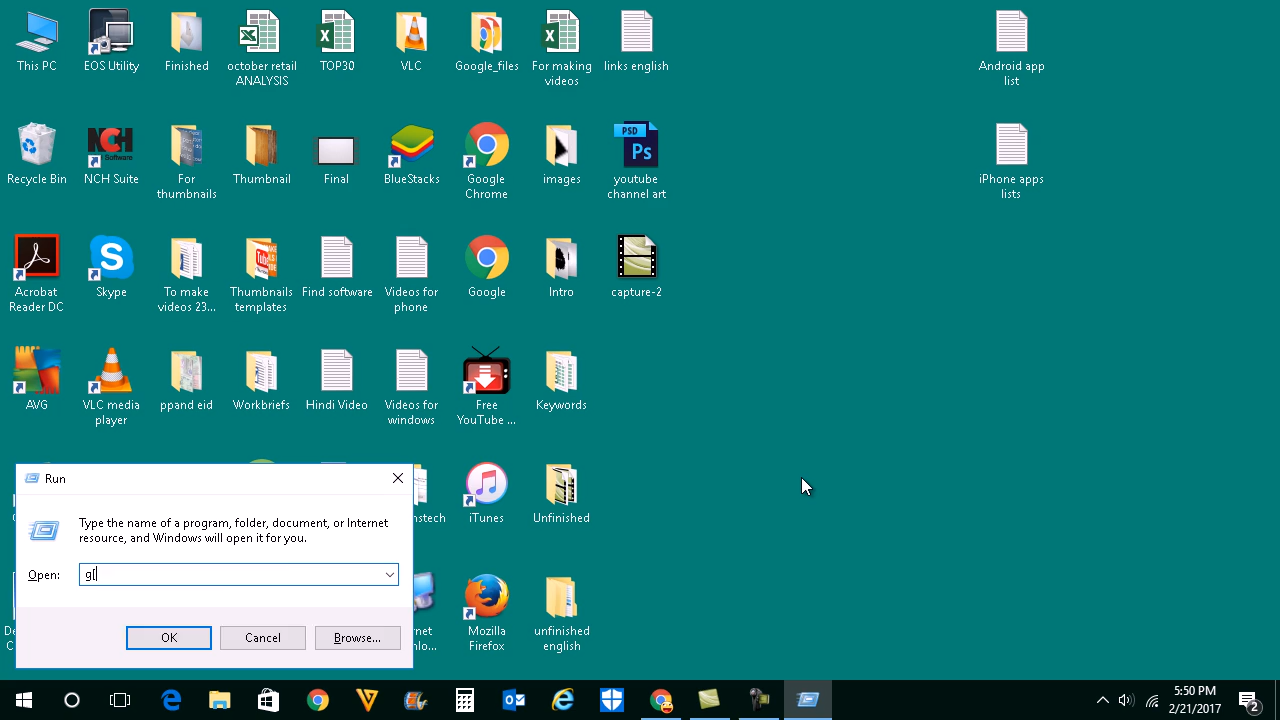 This PC
EOS Utility
Finished
october retail
ANALYSIS
TOP30
VLC
Google_files
For making
videos
links english
Android app
list
Recycle Bin
NCH
Software
NCH Suite
For
thumbnails
Thumbnail
Final
BlueStacks
Google
Chrome
images
PSD
Ps
youtube
channel art
iPhone apps
lists
Acrobat
Reader DC
Skype
To make
videos 23...
Thumbnails
templates
Find software
Videos for
phone
Google
Intro
capture-2
AVG
VLC media
player
ppand eid
Workbriefs
Hindi Video
Videos for
windows
Free
YouTube ...
Keywords
iTunes
Unfinished
Mozilla
Firefox
unfinished
english
Run
Type the name of a program, folder, document, or Internet
resource, and Windows will open it for you.
Open:
g[
OK
Cancel
Browse...
5:50 PM
2/21/2017
2